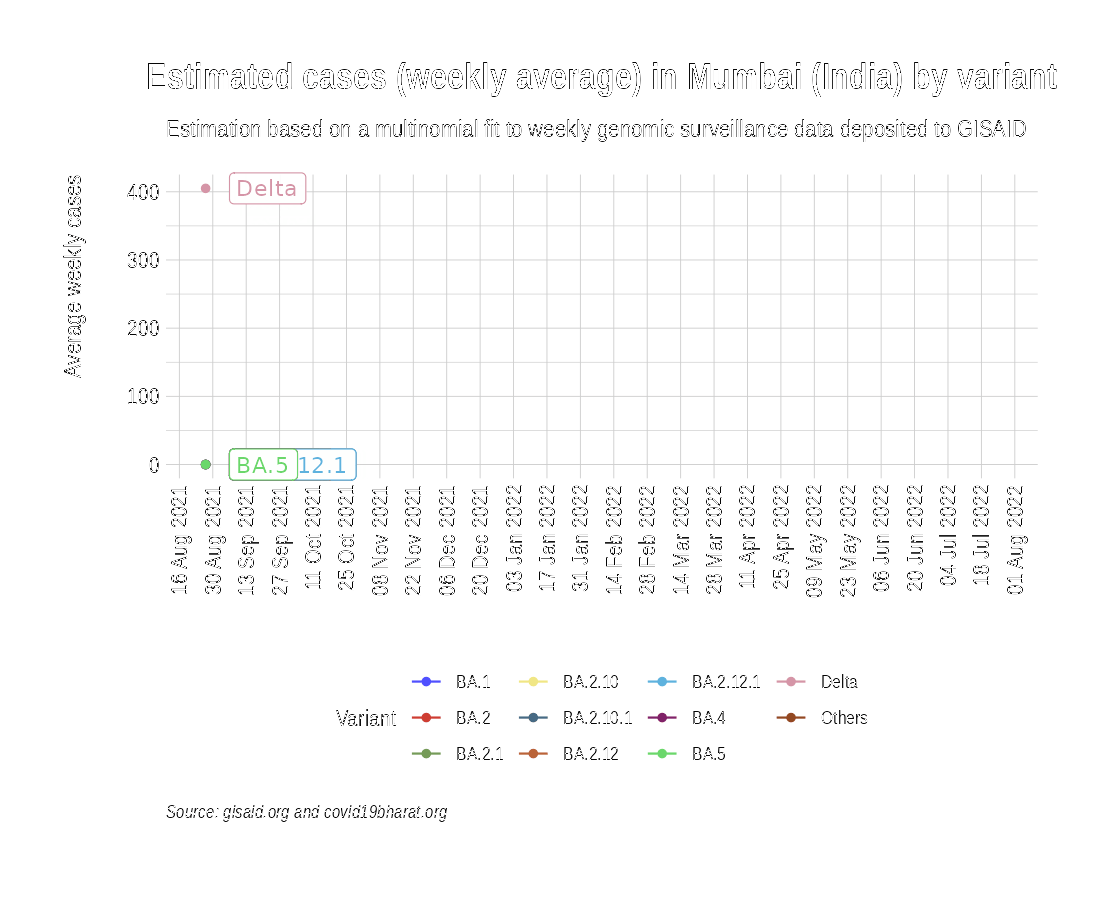 Estimated cases (weekly average) in Mumbai (India) by variant
Estimation based on a multinomial fit to weekly genomic surveillance data deposited to GISAID
Average weekly cases
400
300
200
100
0
Delta
BA.5
12.1
16 Aug 2021
30 Aug 2021
13 Sep 2021
27 Sep 2021
11 Oct 2021
25 Oct 2021
08 Nov 2021
22 Nov 2021
06 Dec 2021
20 Dec 2021
03 Jan 2022
17 Jan 2022
31 Jan 2022
14 Feb 2022
28 Feb 2022
14 Mar 2022
28 Mar 2022
11 Apr 2022
25 Apr 2022
09 May 2022
23 May 2022
06 Jun 2022
20 Jun 2022
04 Jul 2022
18 Jul 2022
01 Aug 2022
Variant
BA.1
BA.2
BA.2.1
BA.2.10
BA.2.10.1
BA.2.12
BA.2.12.1
BA.4
BA.5
Delta
Others
Source: gisaid.org and covid19bharat.org